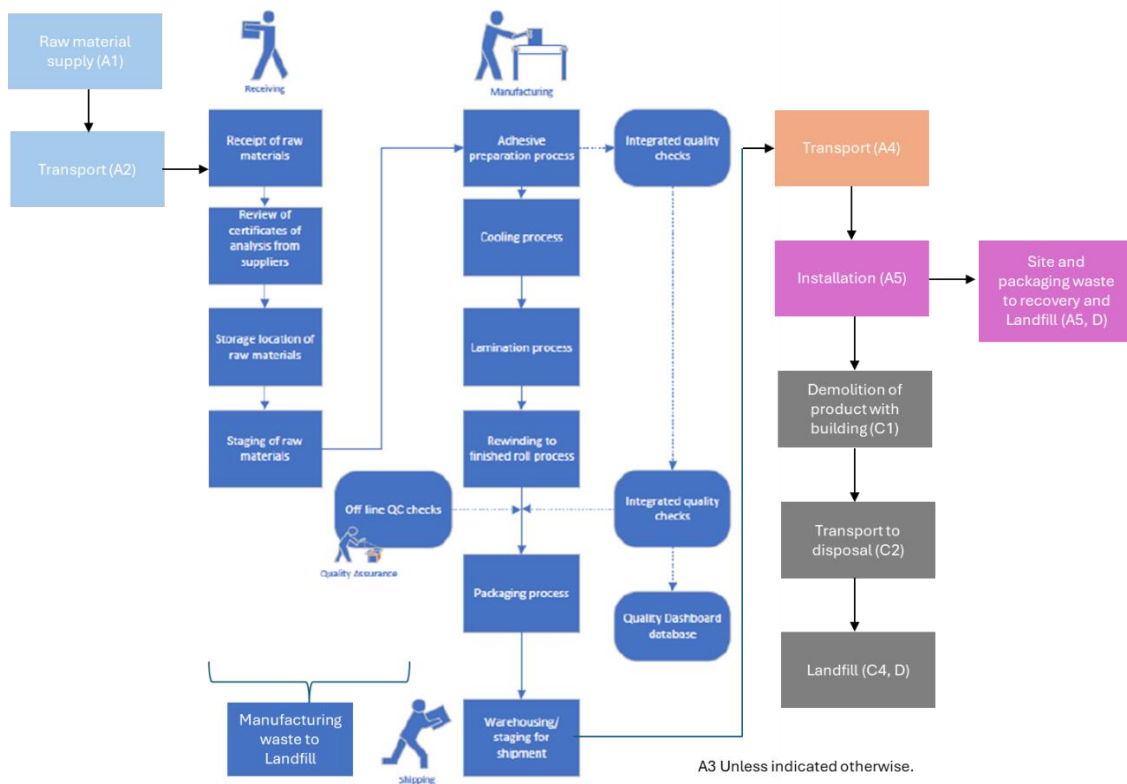 Raw material
supply (A1)
Transport (A2)
Receiving
Receipt of raw
materials
Review of
certificates of
analysis from
suppliers
Storage location of
raw materials
Staging of raw
materials
Manufacturing
Adhesive
preparation process
Cooling process
Lamination process
Rewinding to
finished roll process
Off line QC checks
Quality Assurance
Packaging process
Warehousing/
staging for
shipment
Integrated quality
checks
Integrated quality
checks
Quality Dashboard
database
Manufacturing
waste to
Landfill
Shipping
Transport (A4)
Installation (A5)
Site and
packaging waste
to recovery and
Landfill (A5, D)
Demolition of
product with
building (C1)
Transport to
disposal (C2)
Landfill (C4, D)
A3 Unless indicated otherwise.